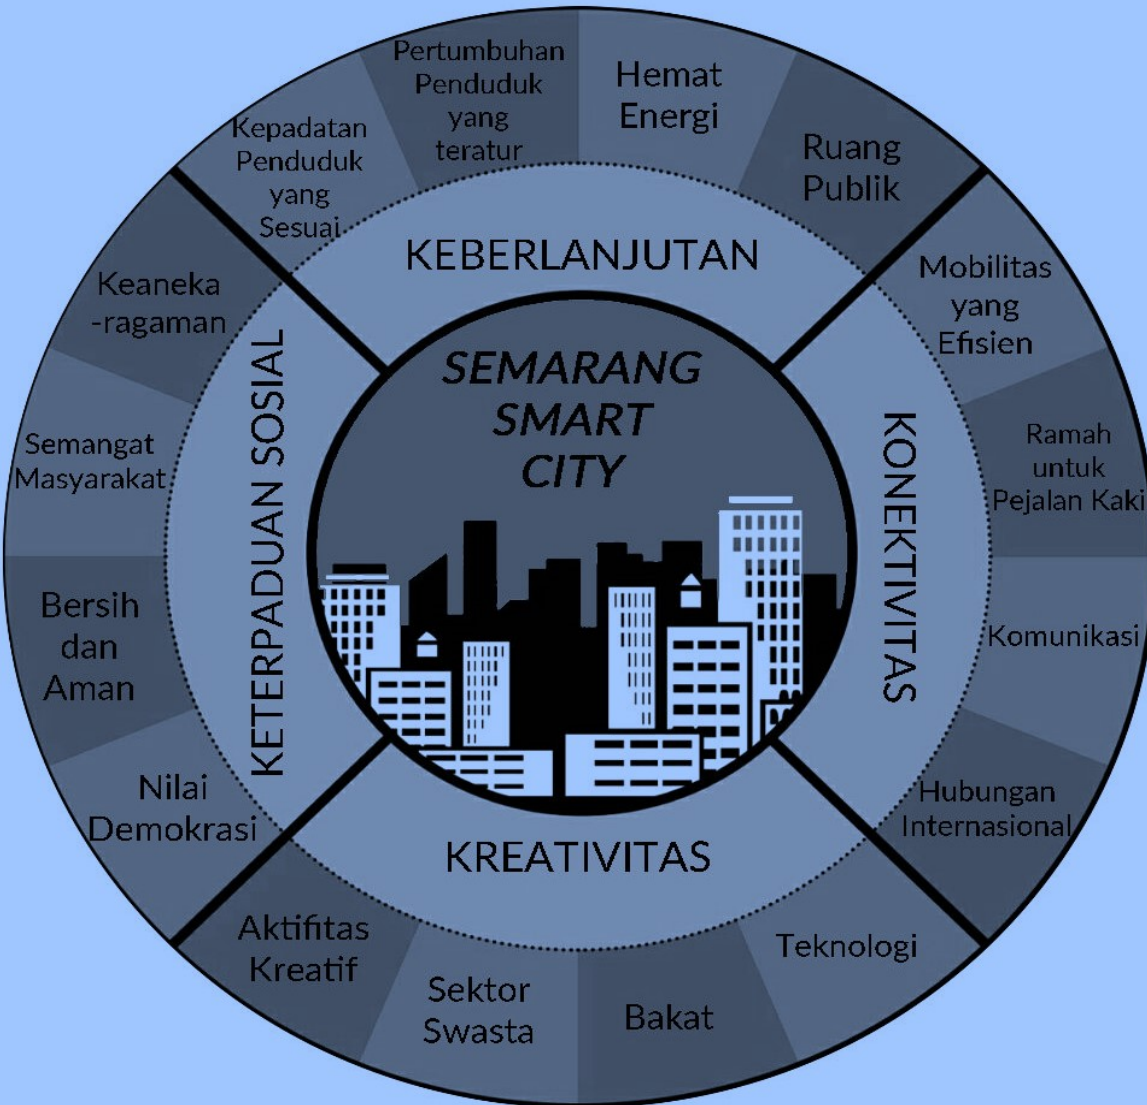 SEMARANG
SMART
CITY
KEBERLANJUTAN
Kepadatan
Penduduk
yang
Sesuai
Pertumbuhan
Penduduk
yang
teratur
Hemat
Energi
Ruang
Publik
KONEKTIVITAS
Mobilitas
yang
Efisien
Ramah
untuk
Pejalan Kaki
Komunikasi
Hubungan
Internasional
KREATIVITAS
Teknologi
Bakat
Sektor
Swasta
Aktifitas
Kreatif
KETERPADUAN SOSIAL
Nilai
Demokrasi
Bersih
dan
Aman
Semangat
Masyarakat
Keaneka
-ragaman